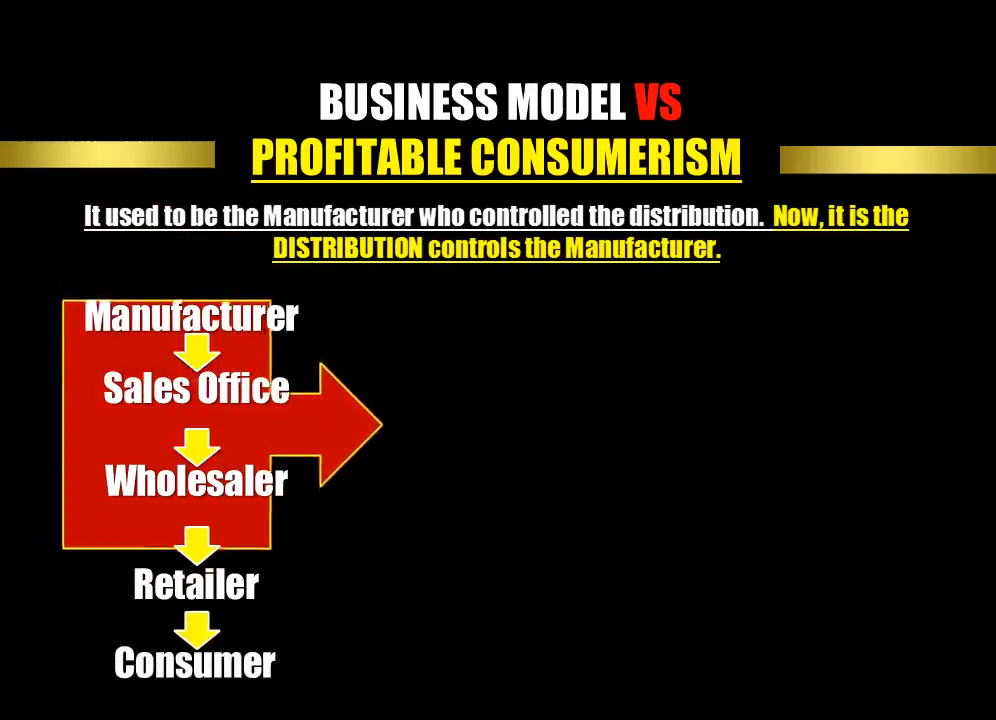 BUSINESS MODEL VS
PROFITABLE CONSUMERISM
It used to be the Manufacturer who controlled the distribution. Now, it is the
DISTRIBUTION controls the Manufacturer.
Manufacturer
Sales Office
Wholesaler
Retailer
Consumer